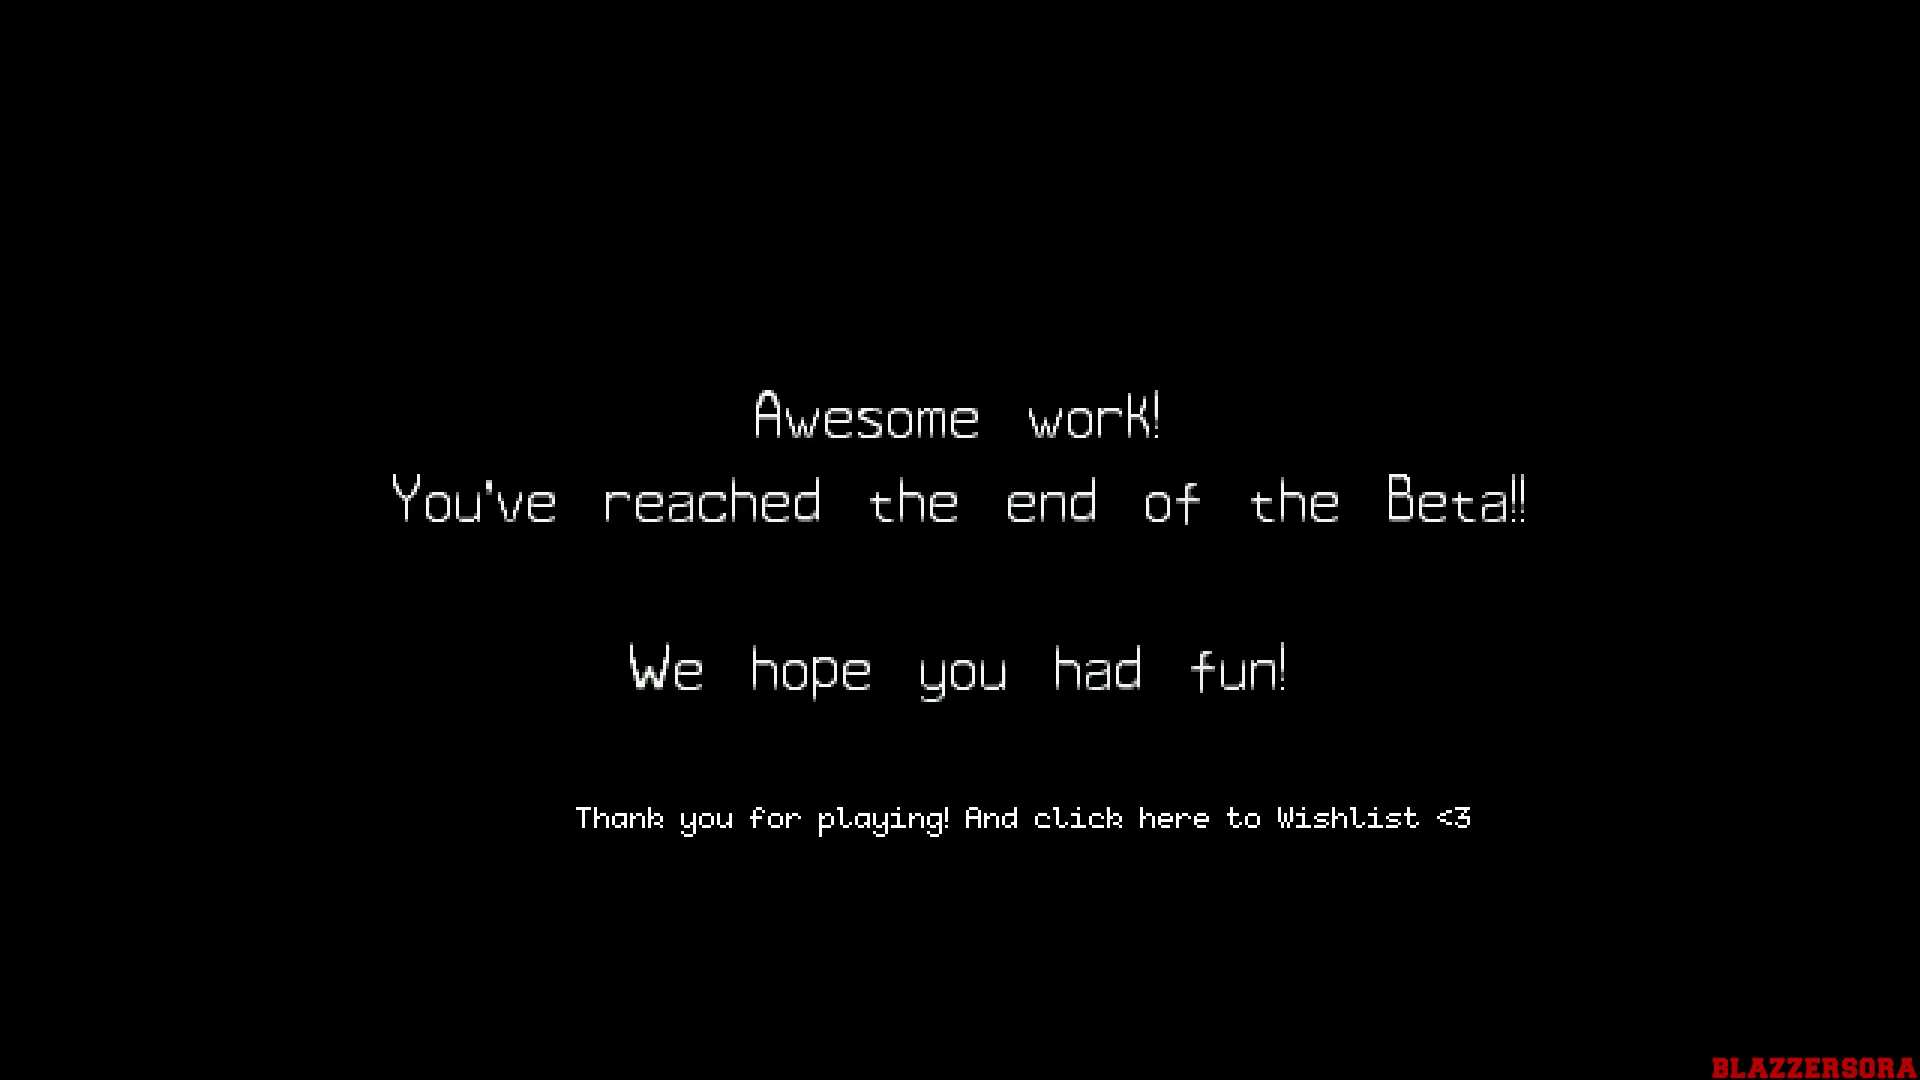 Awesome work!
You've reached the end of the Beta!!
We hope you had fun!
Thank you for playing! And click here to Wishlist <3
BLAZZERSORA